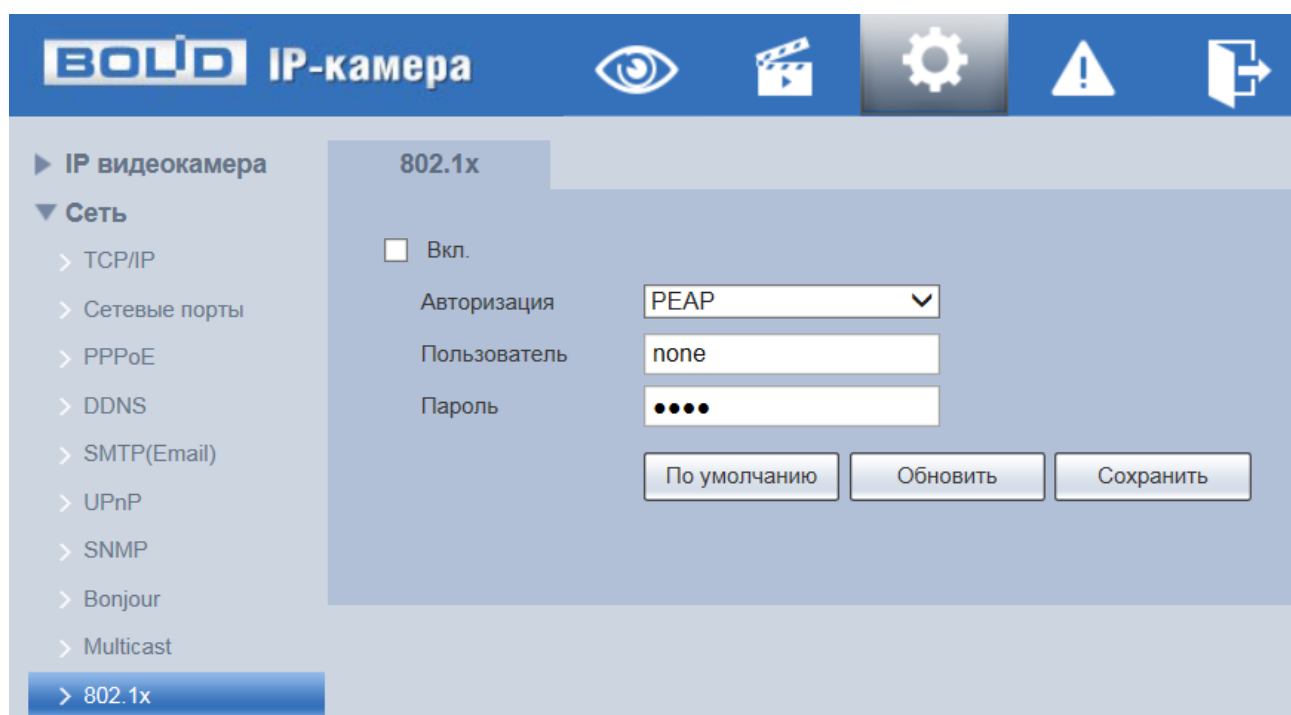 BOLID IP-камера
IP видеокамера
Сеть
TCP/IP
Сетевые порты
PPPoE
DDNS
SMTP(Email)
UPnP
SNMP
Bonjour
Multicast
802.1x
802.1x
Вкл.
Авторизация PEAP
Пользователь none
Пароль ••••
По умолчанию Обновить Сохранить